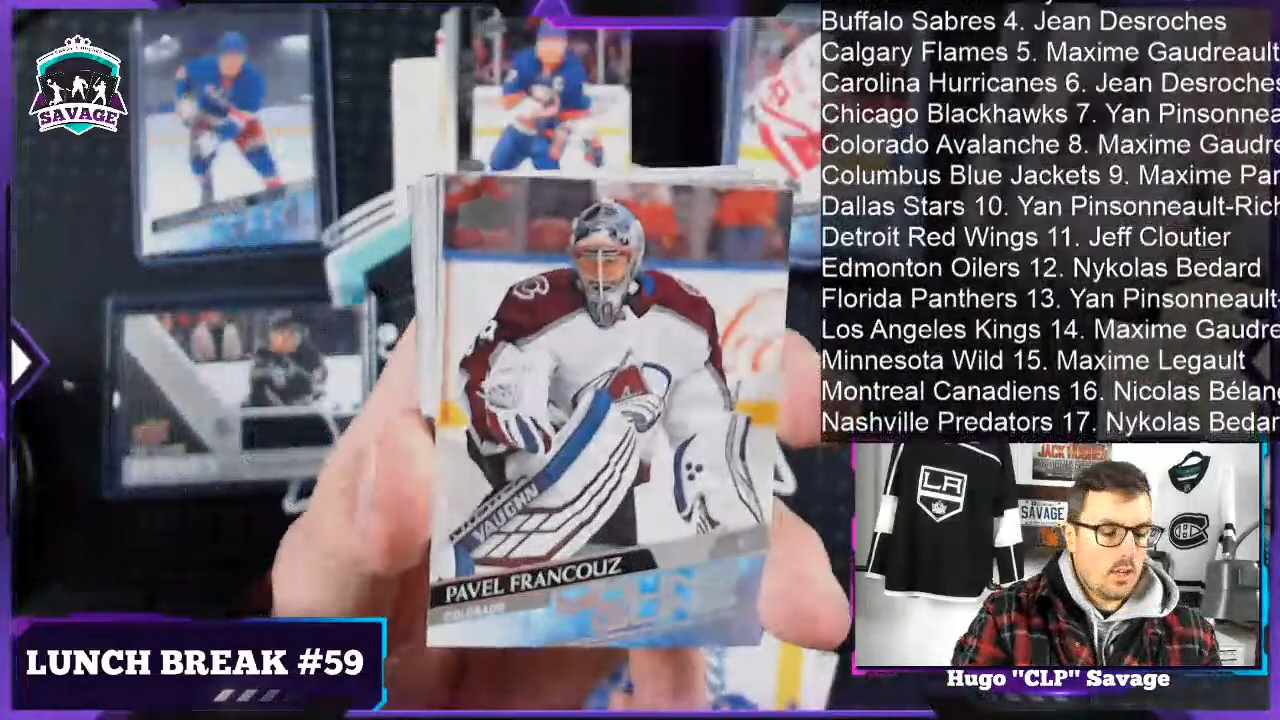 Buffalo Sabres 4. Jean Desroches
Calgary Flames 5. Maxime Gaudreault
Carolina Hurricanes 6. Jean Desroches
Chicago Blackhawks 7. Yan Pinsonnea
Colorado Avalanche 8. Maxime Gaudre
Columbus Blue Jackets 9. Maxime Par
Dallas Stars 10. Yan Pinsonneault-Rich
Detroit Red Wings 11. Jeff Cloutier
Edmonton Oilers 12. Nykolas Bedard
Florida Panthers 13. Yan Pinsonneault
Los Angeles Kings 14. Maxime Gaudre
Minnesota Wild 15. Maxime Legault
Montreal Canadiens 16. Nicolas Bélang
Nashville Predators 17. Nykolas Bedar
SAVAGE
VAUGHN
PAVEL FRANCOUZ
COLORADO
LA
JACK HUGHES
SAVAGE
LUNCH BREAK #59
Hugo "CLP" Savage